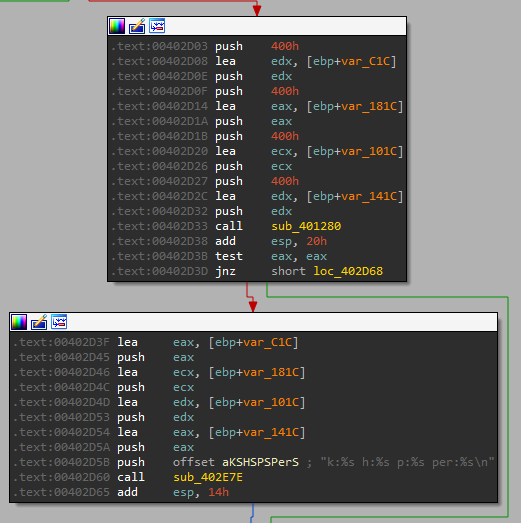 .text:00402D03 push 400h
.text:00402D08 lea edx, [ebp+var_C1C]
.text:00402D0E push edx
.text:00402D0F push 400h
.text:00402D14 lea eax, [ebp+var_181C]
.text:00402D1A push eax
.text:00402D1B push 400h
.text:00402D20 lea ecx, [ebp+var_101C]
.text:00402D26 push ecx
.text:00402D27 push 400h
.text:00402D2C lea edx, [ebp+var_141C]
.text:00402D32 push edx
.text:00402D33 call sub_401280
.text:00402D38 add esp, 20h
.text:00402D3B test eax, eax
.text:00402D3D jnz short loc_402D68
.text:00402D3F lea eax, [ebp+var_C1C]
.text:00402D45 push eax
.text:00402D46 lea ecx, [ebp+var_181C]
.text:00402D4C push ecx
.text:00402D4D lea edx, [ebp+var_101C]
.text:00402D53 push edx
.text:00402D54 lea eax, [ebp+var_141C]
.text:00402D5A push eax
.text:00402D5B push offset aKSHSPSPerS ; "k:%s h:%s p:%s per:%s\n"
.text:00402D60 call sub_402E7E
.text:00402D65 add esp, 14h